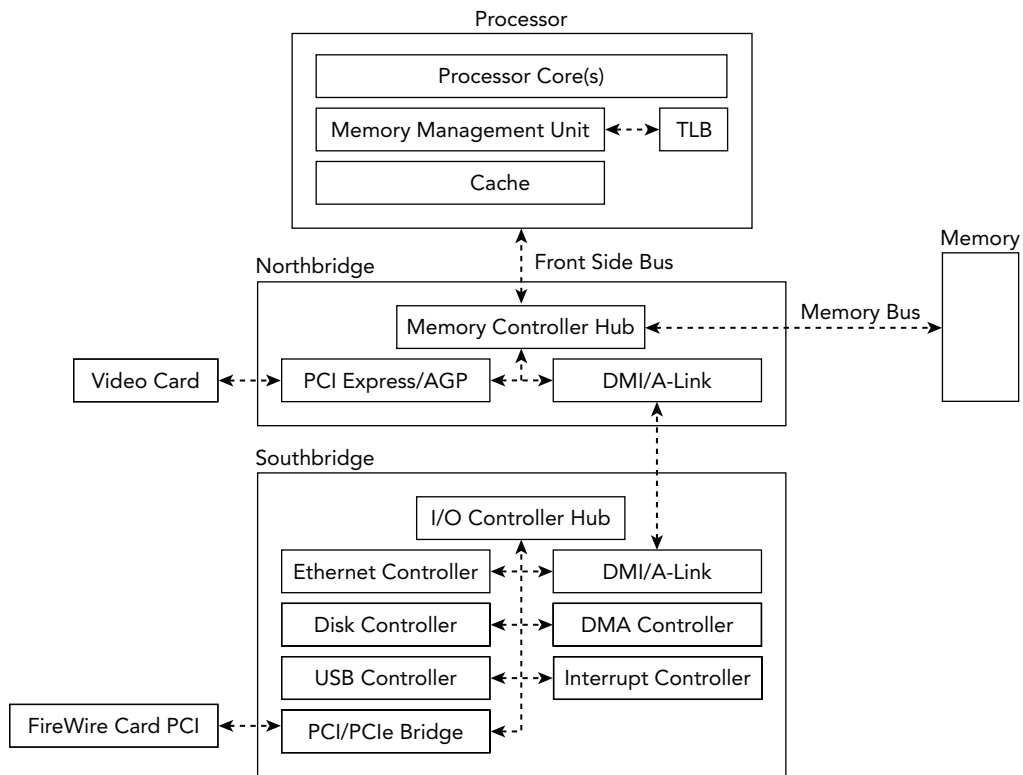 Processor
Processor Core(s)
Memory Management Unit
TLB
Cache
Front Side Bus
Memory
Northbridge
Memory Controller Hub
Memory Bus
Video Card
PCI Express/AGP
DMI/A-Link
Southbridge
I/O Controller Hub
Ethernet Controller
DMI/A-Link
Disk Controller
DMA Controller
USB Controller
Interrupt Controller
FireWire Card PCI
PCI/PCIe Bridge